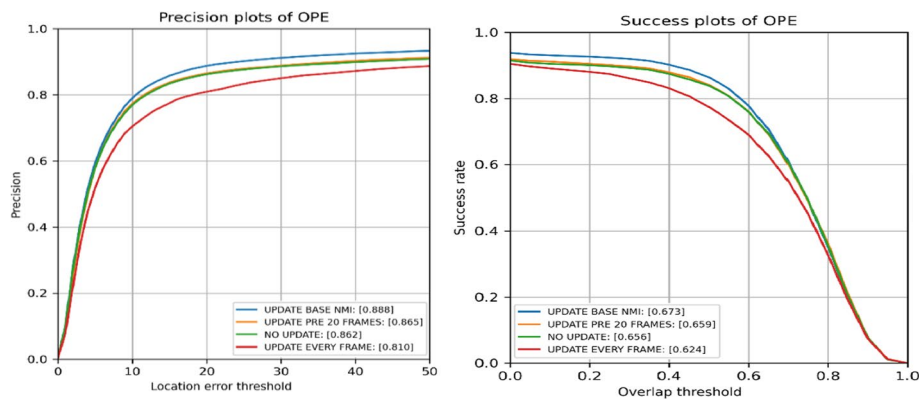 Precision plots of OPE
1.0
0.8
0.6
0.4
0.2
0.0
Precision
0
10
20
30
40
50
Location error threshold
UPDATE BASE NMI: [0.888]
UPDATE PRE 20 FRAMES: [0.865]
NO UPDATE: [0.862]
UPDATE EVERY FRAME: [0.810]
Success plots of OPE
1.0
0.8
0.6
0.4
0.2
0.0
Success rate
0.0
0.2
0.4
0.6
0.8
1.0
Overlap threshold
UPDATE BASE NMI: [0.673]
UPDATE PRE 20 FRAMES: [0.659]
NO UPDATE: [0.656]
UPDATE EVERY FRAME: [0.624]